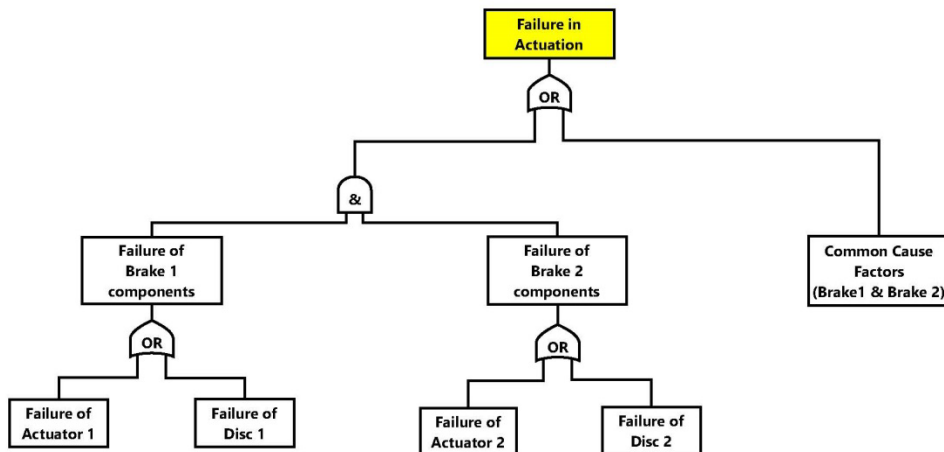 Failure in
Actuation
OR
&
Failure of
Brake 1
components
Failure of
Brake 2
components
Common Cause
Factors
(Brake1 & Brake 2)
OR
OR
Failure of
Actuator 1
Failure of
Disc 1
Failure of
Actuator 2
Failure of
Disc 2